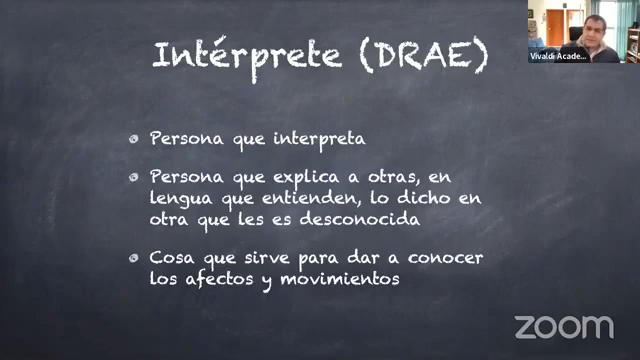 Intérprete (DRAE)
Vivaldi Acade...
Persona que interpreta
Persona que explica a otras, en
lengua que entienden, lo dicho en
otra que les es desconocida
Cosa que sirve para dar a conocer
los afectos y movimientos
zoom